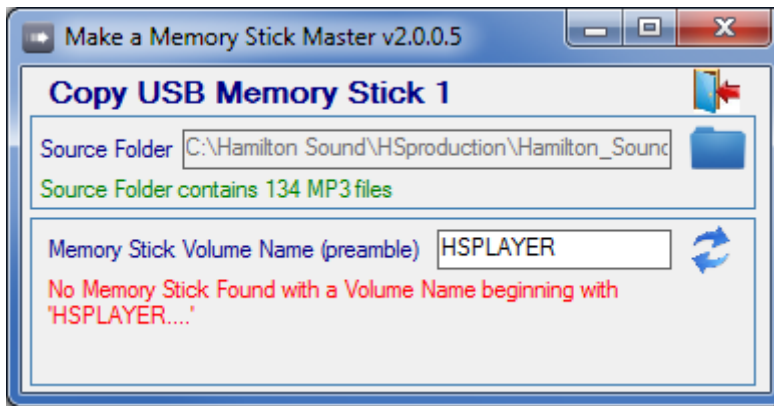 Make a Memory Stick Master v2.0.0.5
Copy USB Memory Stick 1
Source Folder C:\Hamilton Sound\HSproduction\Hamilton_Sound
Source Folder contains 134 MP3 files
Memory Stick Volume Name (preamble) HSPLAYER
No Memory Stick Found with a Volume Name beginning with
'HSPLAYER....'